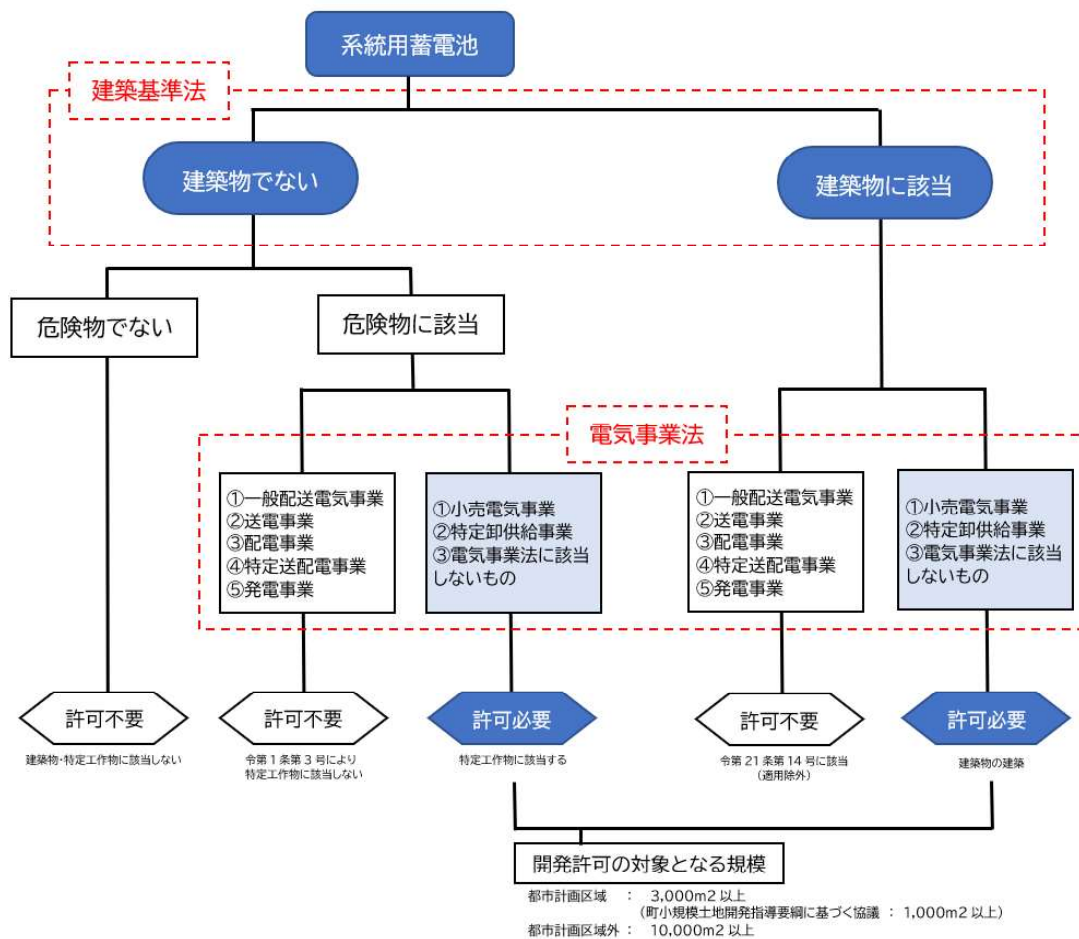 系統用蓄電池
建築基準法
建築物でない
建築物に該当
危険物でない
危険物に該当
電気事業法
①一般配送電気事業
②送電事業
③配電事業
④特定送配電事業
⑤発電事業
①小売電気事業
②特定卸供給事業
③電気事業法に該当
しないもの
①一般配送電気事業
②送電事業
③配電事業
④特定送配電事業
⑤発電事業
①小売電気事業
②特定卸供給事業
③電気事業法に該当
しないもの
許可不要
建築物・特定工作物に該当しない
許可不要
令第1条第3号により
特定工作物に該当しない
許可必要
特定工作物に該当する
許可不要
令第21条第14号に該当
(適用除外)
許可必要
建築物の建築
開発許可の対象となる規模
都市計画区域 : 3,000m2以上
(町小規模土地開発指導要綱に基づく協議 : 1,000m2以上)
都市計画区域外 : 10,000m2以上